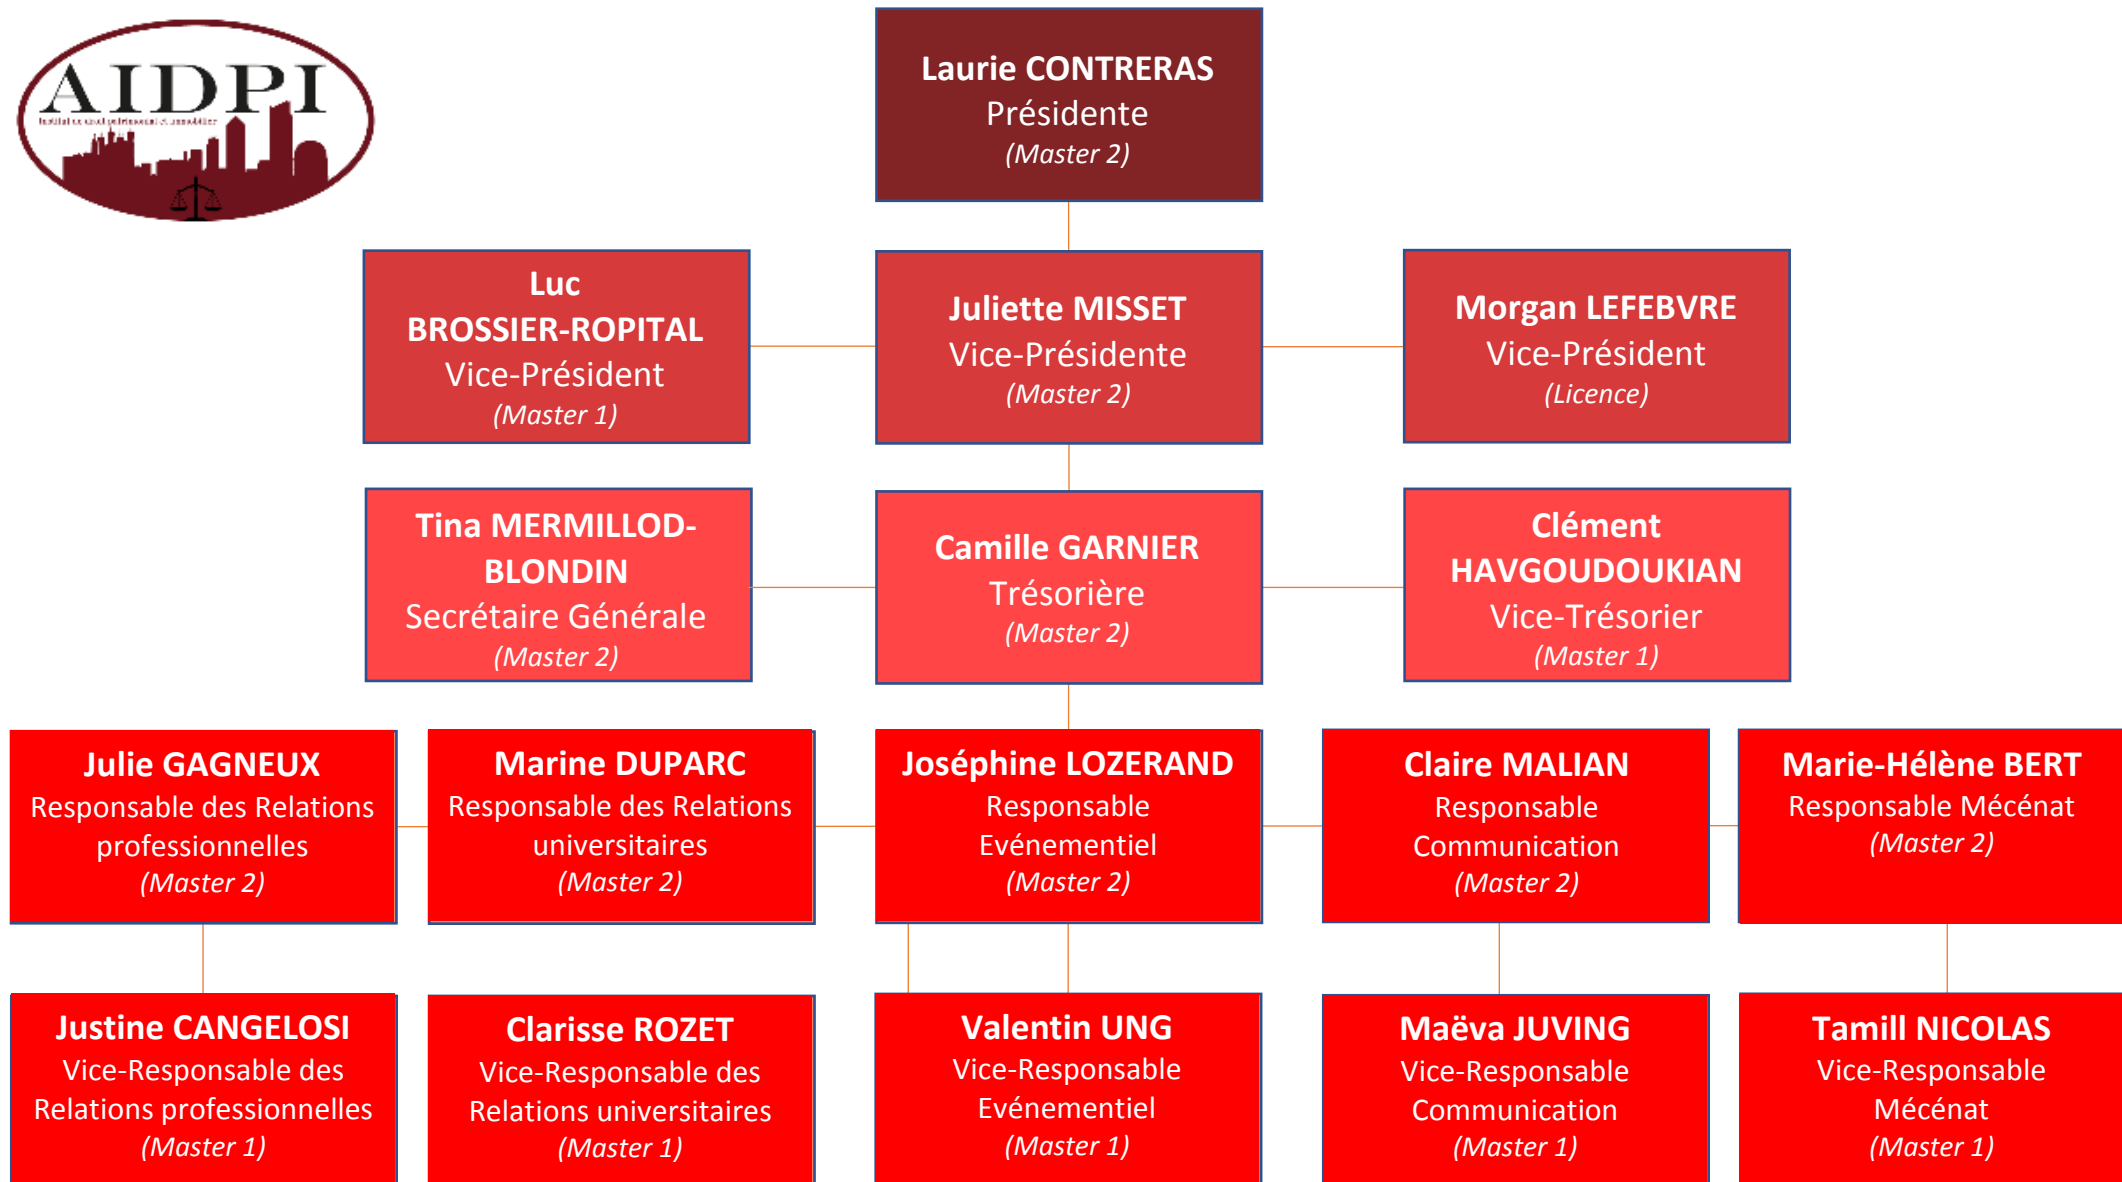 AIDPI
Institut de droit patrimonial et immobilier
Laurie CONTRERAS
Présidente
(Master 2)
Luc
BROSSIER-ROPITAL
Vice-Président
(Master 1)
Juliette MISSET
Vice-Présidente
(Master 2)
Morgan LEFEBVRE
Vice-Président
(Licence)
Tina MERMILLOD-
BLONDIN
Secrétaire Générale
(Master 2)
Camille GARNIER
Trésorière
(Master 2)
Clément
HAVGOUDOUKIAN
Vice-Trésorier
(Master 1)
Julie GAGNEUX
Responsable des Relations
professionnelles
(Master 2)
Marine DUPARC
Responsable des Relations
universitaires
(Master 2)
Joséphine LOZERAND
Responsable
Evénementiel
(Master 2)
Claire MALIAN
Responsable
Communication
(Master 2)
Marie-Hélène BERT
Responsable Mécénat
(Master 2)
Justine CANGELOSI
Vice-Responsable des
Relations professionnelles
(Master 1)
Clarisse ROZET
Vice-Responsable des
Relations universitaires
(Master 1)
Valentin UNG
Vice-Responsable
Evénementiel
(Master 1)
Maëva JUVING
Vice-Responsable
Communication
(Master 1)
Tamill NICOLAS
Vice-Responsable
Mécénat
(Master 1)